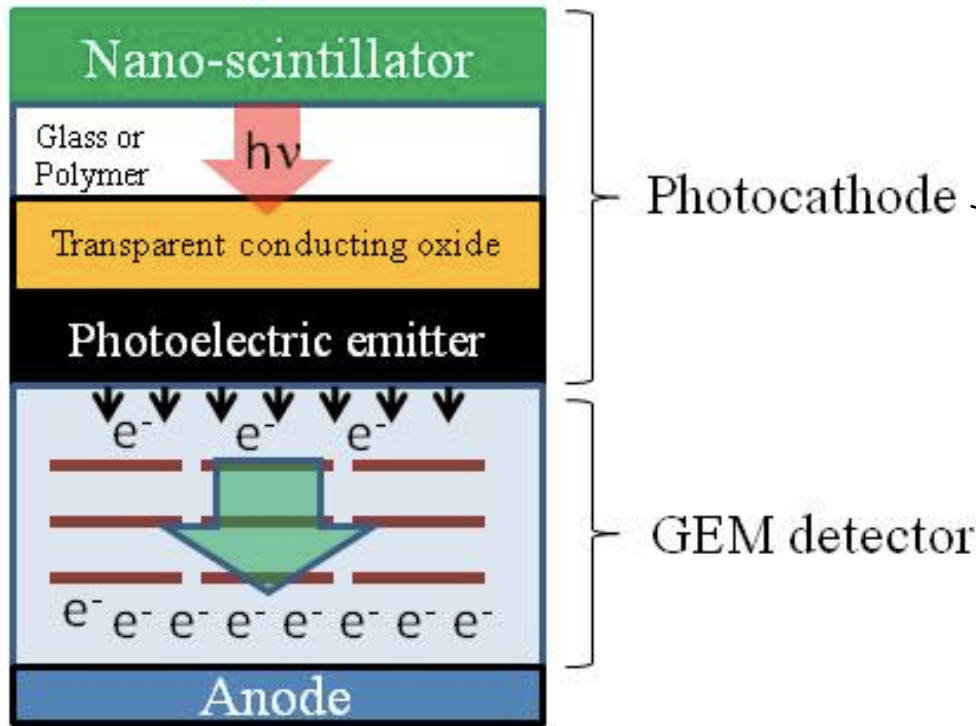 Nano-scintillator
Glass or
Polymer
hν
Photocathode
Transparent conducting oxide
Photoelectric emitter
e⁻ e⁻ e⁻
GEM detector
e⁻ e⁻ e⁻ e⁻ e⁻ e⁻ e⁻ e⁻
Anode